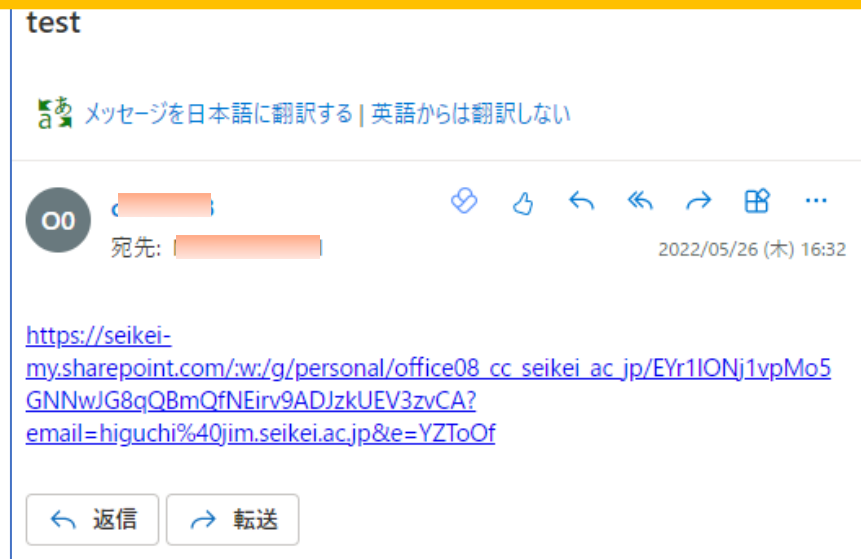 test
メッセージを日本語に翻訳する | 英語からは翻訳しない
O0
宛先:
2022/05/26 (木) 16:32
https://seikei-
my.sharepoint.com/:w:/g/personal/office08_cc_seikei_ac_jp/EYr1IONj1vpMo5
GNNwJG8qQBmQfNEirv9ADJzkUEV3zvCA?
email=higuchi%40jim.seikei.ac.jp&e=YZToOf
返信 転送